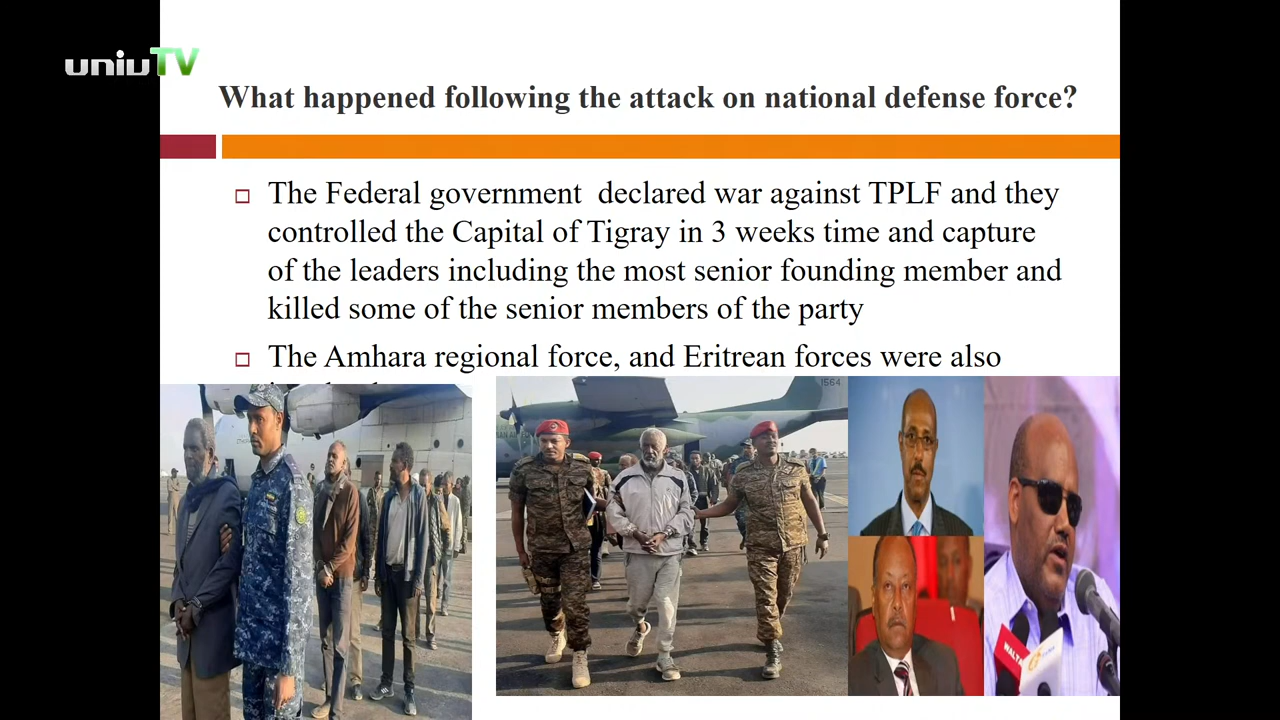 uniuTV
What happened following the attack on national defense force?
The Federal government declared war against TPLF and they
controlled the Capital of Tigray in 3 weeks time and capture
of the leaders including the most senior founding member and
killed some of the senior members of the party
The Amhara regional force, and Eritrean forces were also
1564
WALTA